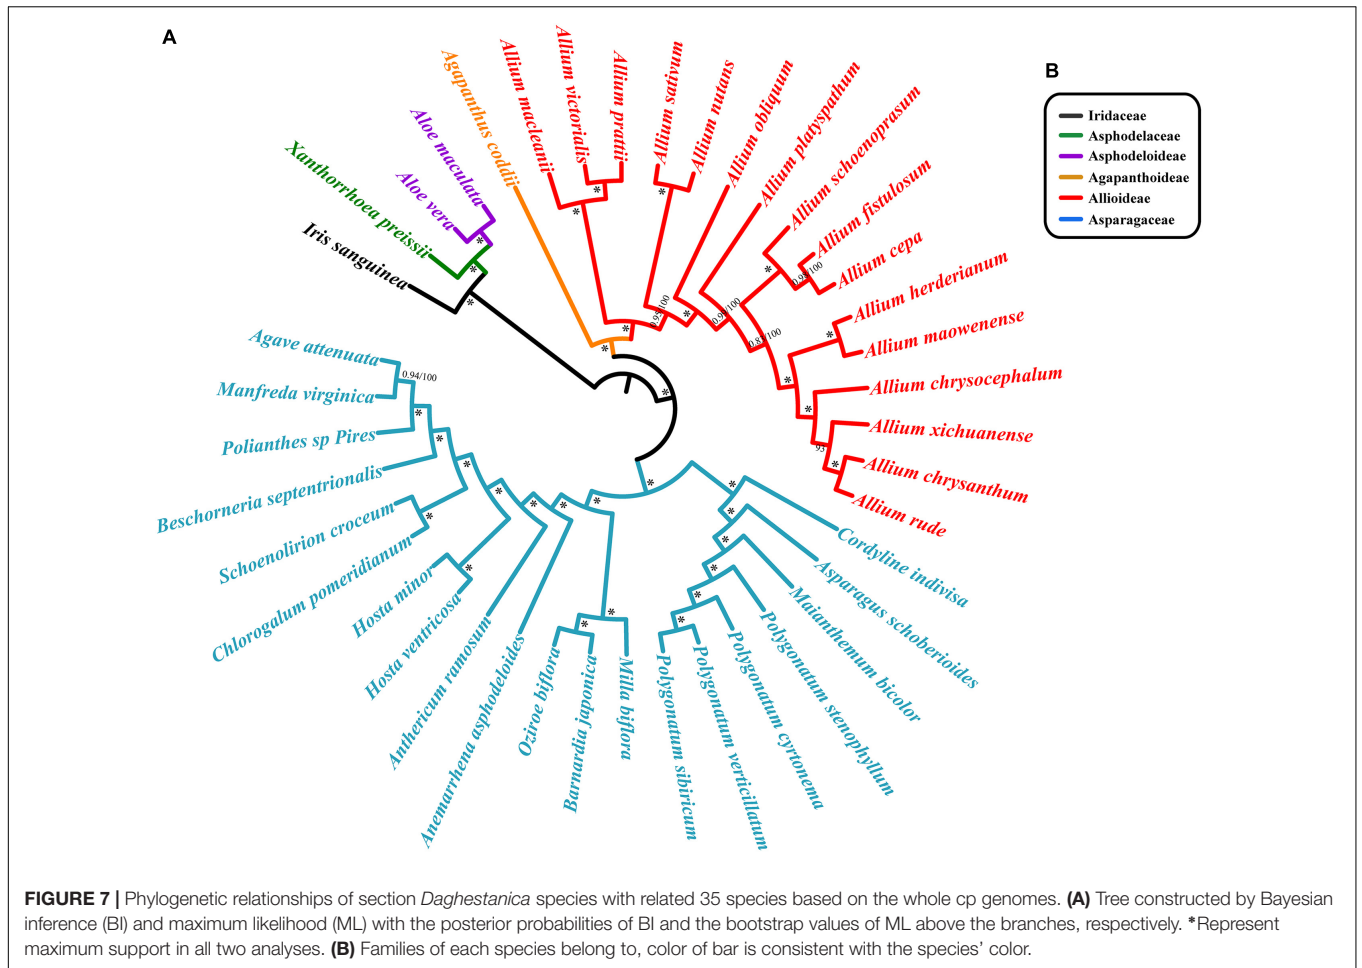 A
B
Iridaceae
Asphodelaceae
Asphodeloideae
Agapanthoideae
Allioideae
Asparagaceae
Iris sanguinea
Xanthorrhoea preissii
Aloe vera
Aloe maculata
Agapanthus coddii
Allium macleanii
Allium victorialis
Allium prattii
Allium sativum
Allium nutans
Allium obliquum
Allium platyspathum
Allium schoenoprasum
Allium fistulosum
Allium cepa
Allium herderianum
Allium maowenense
Allium chrysocephalum
Allium xichuanense
Allium chrysanthum
Allium rude
Cordyline indivisa
Asparagus schoberioides
Maianthemum bicolor
Polygonatum stenophyllum
Polygonatum cyrtonema
Polygonatum verticillatum
Polygonatum sibiricum
Milla biflora
Barnardia japonica
Oziroe biflora
Anemarrhena asphodeloides
Anthericum ramosum
Hosta ventricosa
Hosta minor
Chlorogalum pomeridianum
Schoenolirion croceum
Beschorneria septentrionalis
Polianthes sp Pires
Manfreda virginica
Agave attenuata
0.94/100
FIGURE 7 | Phylogenetic relationships of section Daghestanica species with related 35 species based on the whole cp genomes. (A) Tree constructed by Bayesian
inference (BI) and maximum likelihood (ML) with the posterior probabilities of BI and the bootstrap values of ML above the branches, respectively. *Represent
maximum support in all two analyses. (B) Families of each species belong to, color of bar is consistent with the species' color.